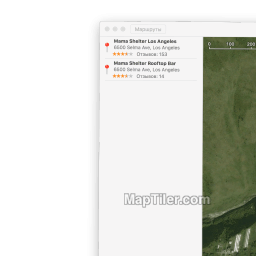 Маршруты
Mama Shelter Los Angeles
6500 Selma Ave, Los Angeles
Отзывов: 153
Mama Shelter Rooftop Bar
6500 Selma Ave, Los Angeles
Отзывов: 14
0 100 200
MapTiler.com